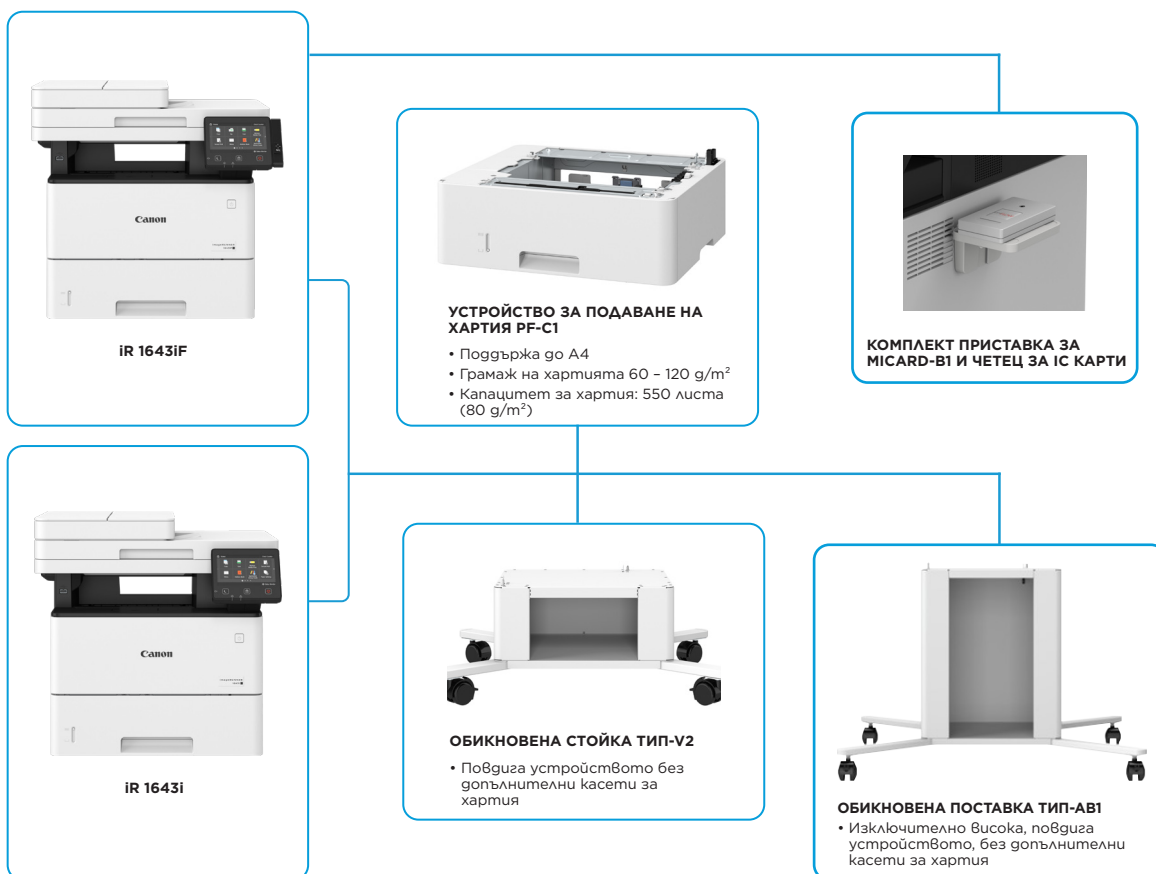 Canon
iR 1643iF
УСТРОЙСТВО ЗА ПОДАВАНЕ НА
ХАРТИЯ PF-C1
• Поддържа до A4
• Грамаж на хартията 60 – 120 g/m²
• Капацитет за хартия: 550 листа
(80 g/m²)
КОМПЛЕКТ ПРИСТАВКА ЗА
MICARD-B1 И ЧЕТЕЦ ЗА IC КАРТИ
Canon
iR 1643i
ОБИКНОВЕНА СТОЙКА ТИП-V2
• Повдига устройството без
допълнителни касети за
хартия
ОБИКНОВЕНА ПОСТАВКА ТИП-AB1
• Изключително висока, повдига
устройството, без допълнителни
касети за хартия